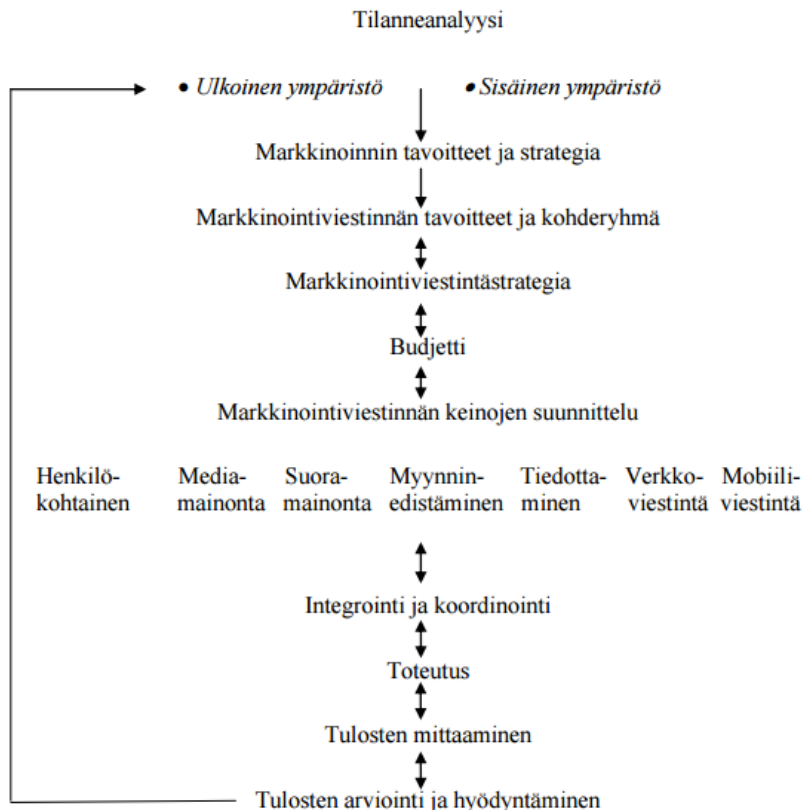 Tilanneanalyysi
• Ulkoinen ympäristö • Sisäinen ympäristö
Markkinoinnin tavoitteet ja strategia
Markkinointiviestinnän tavoitteet ja kohderyhmä
Markkinointiviestintästrategia
Budjetti
Markkinointiviestinnän keinojen suunnittelu
Henkilö- Media- Suora- Myynnin- Tiedotta- Verkko- Mobiili-
kohtainen mainonta mainonta edistäminen minen viestintä viestintä
Integrointi ja koordinointi
Toteutus
Tulosten mittaaminen
Tulosten arviointi ja hyödyntäminen